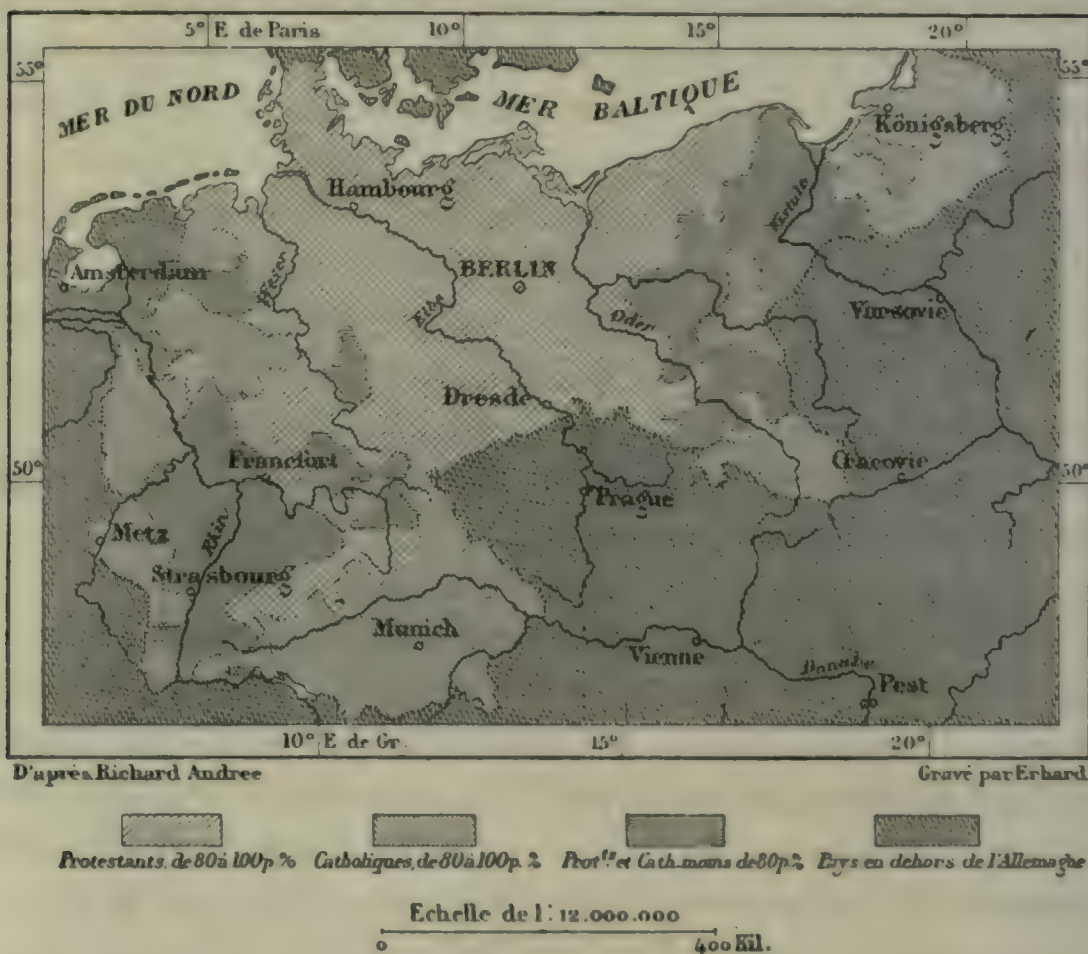 5° E de Paris 10° 15° 20°
55° 55°
MER DU NORD
MER BALTIQUE
Königsberg
Hambourg
Vistule
Amsterdam
BERLIN
Weser
Elbe
Oder
Varsovie
Dresde
50° Francfort Cracovie 50°
Prague
Metz
Rhin
Strasbourg
Munich
Vienne
Danube
Pest
10° E de Gr. 15° 20°
D'après Richard Andree Gravé par Erhard
Protestants, de 80 à 100 p. % Catholiques, de 80 à 100 p. % Prot.ts et Cath. moins de 80 p. % Pays en dehors de l'Allemagne
Echelle de 1: 12.000.000
0 400 Kil.